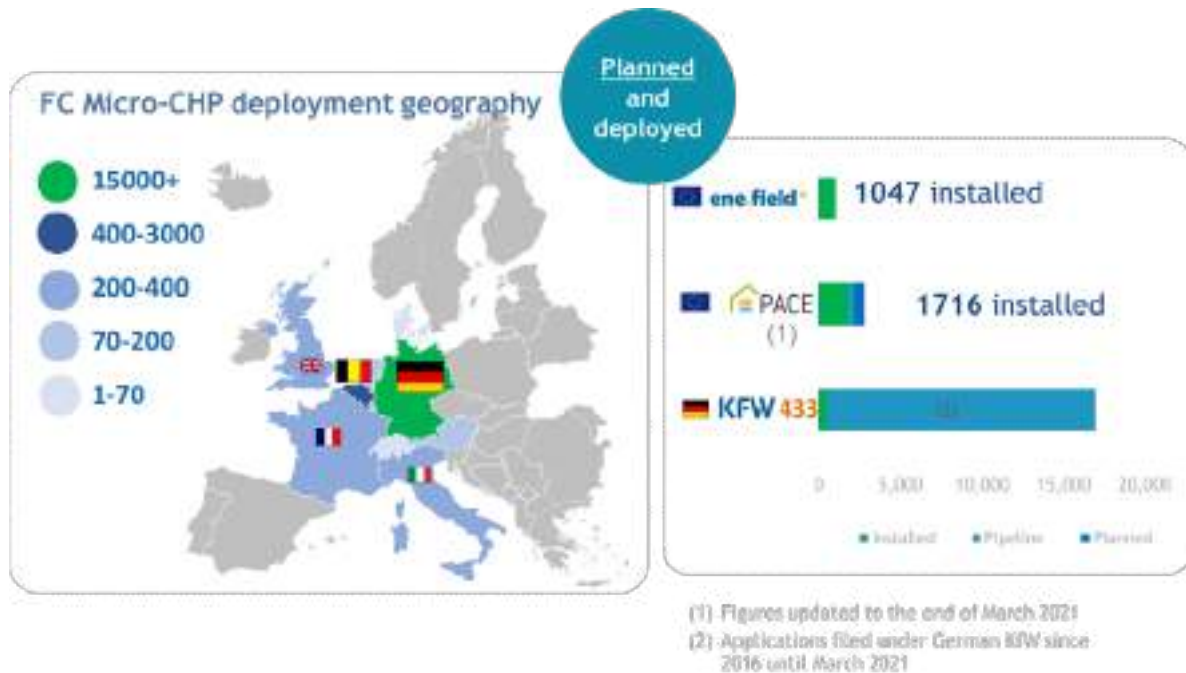 FC Micro-CHP deployment geography
15000+
400-3000
200-400
70-200
1-70
Planned
and
deployed
ene field
1047 installed
PACE
(1)
1716 installed
KFW 433
0 5,000 10,000 15,000 20,000
Installed Pipeline Planned
(1) Figures updated to the end of March 2021
(2) Applications filed under German KfW since
2016 until March 2021